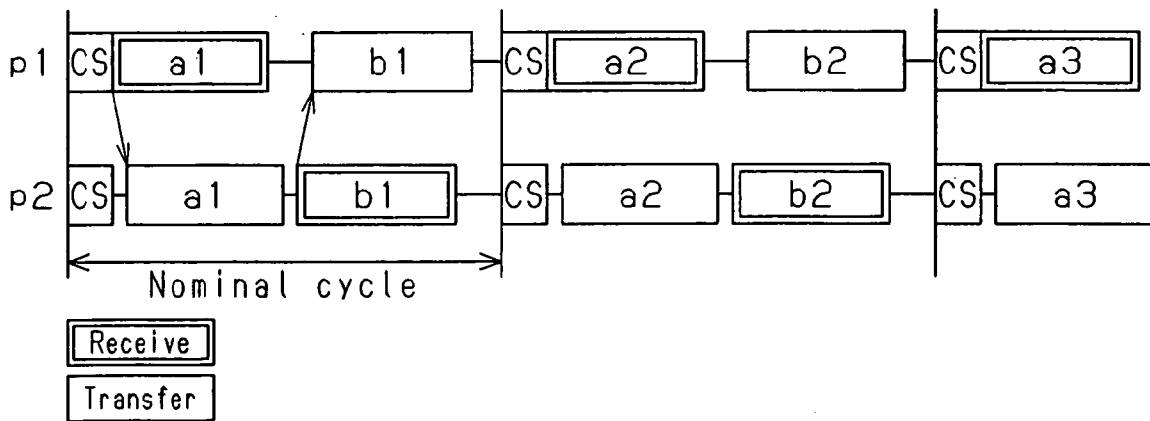 p1 CS a1 b1 CS a2 b2 CS a3
p2 CS a1 b1 CS a2 b2 CS a3
Nominal cycle
Receive
Transfer